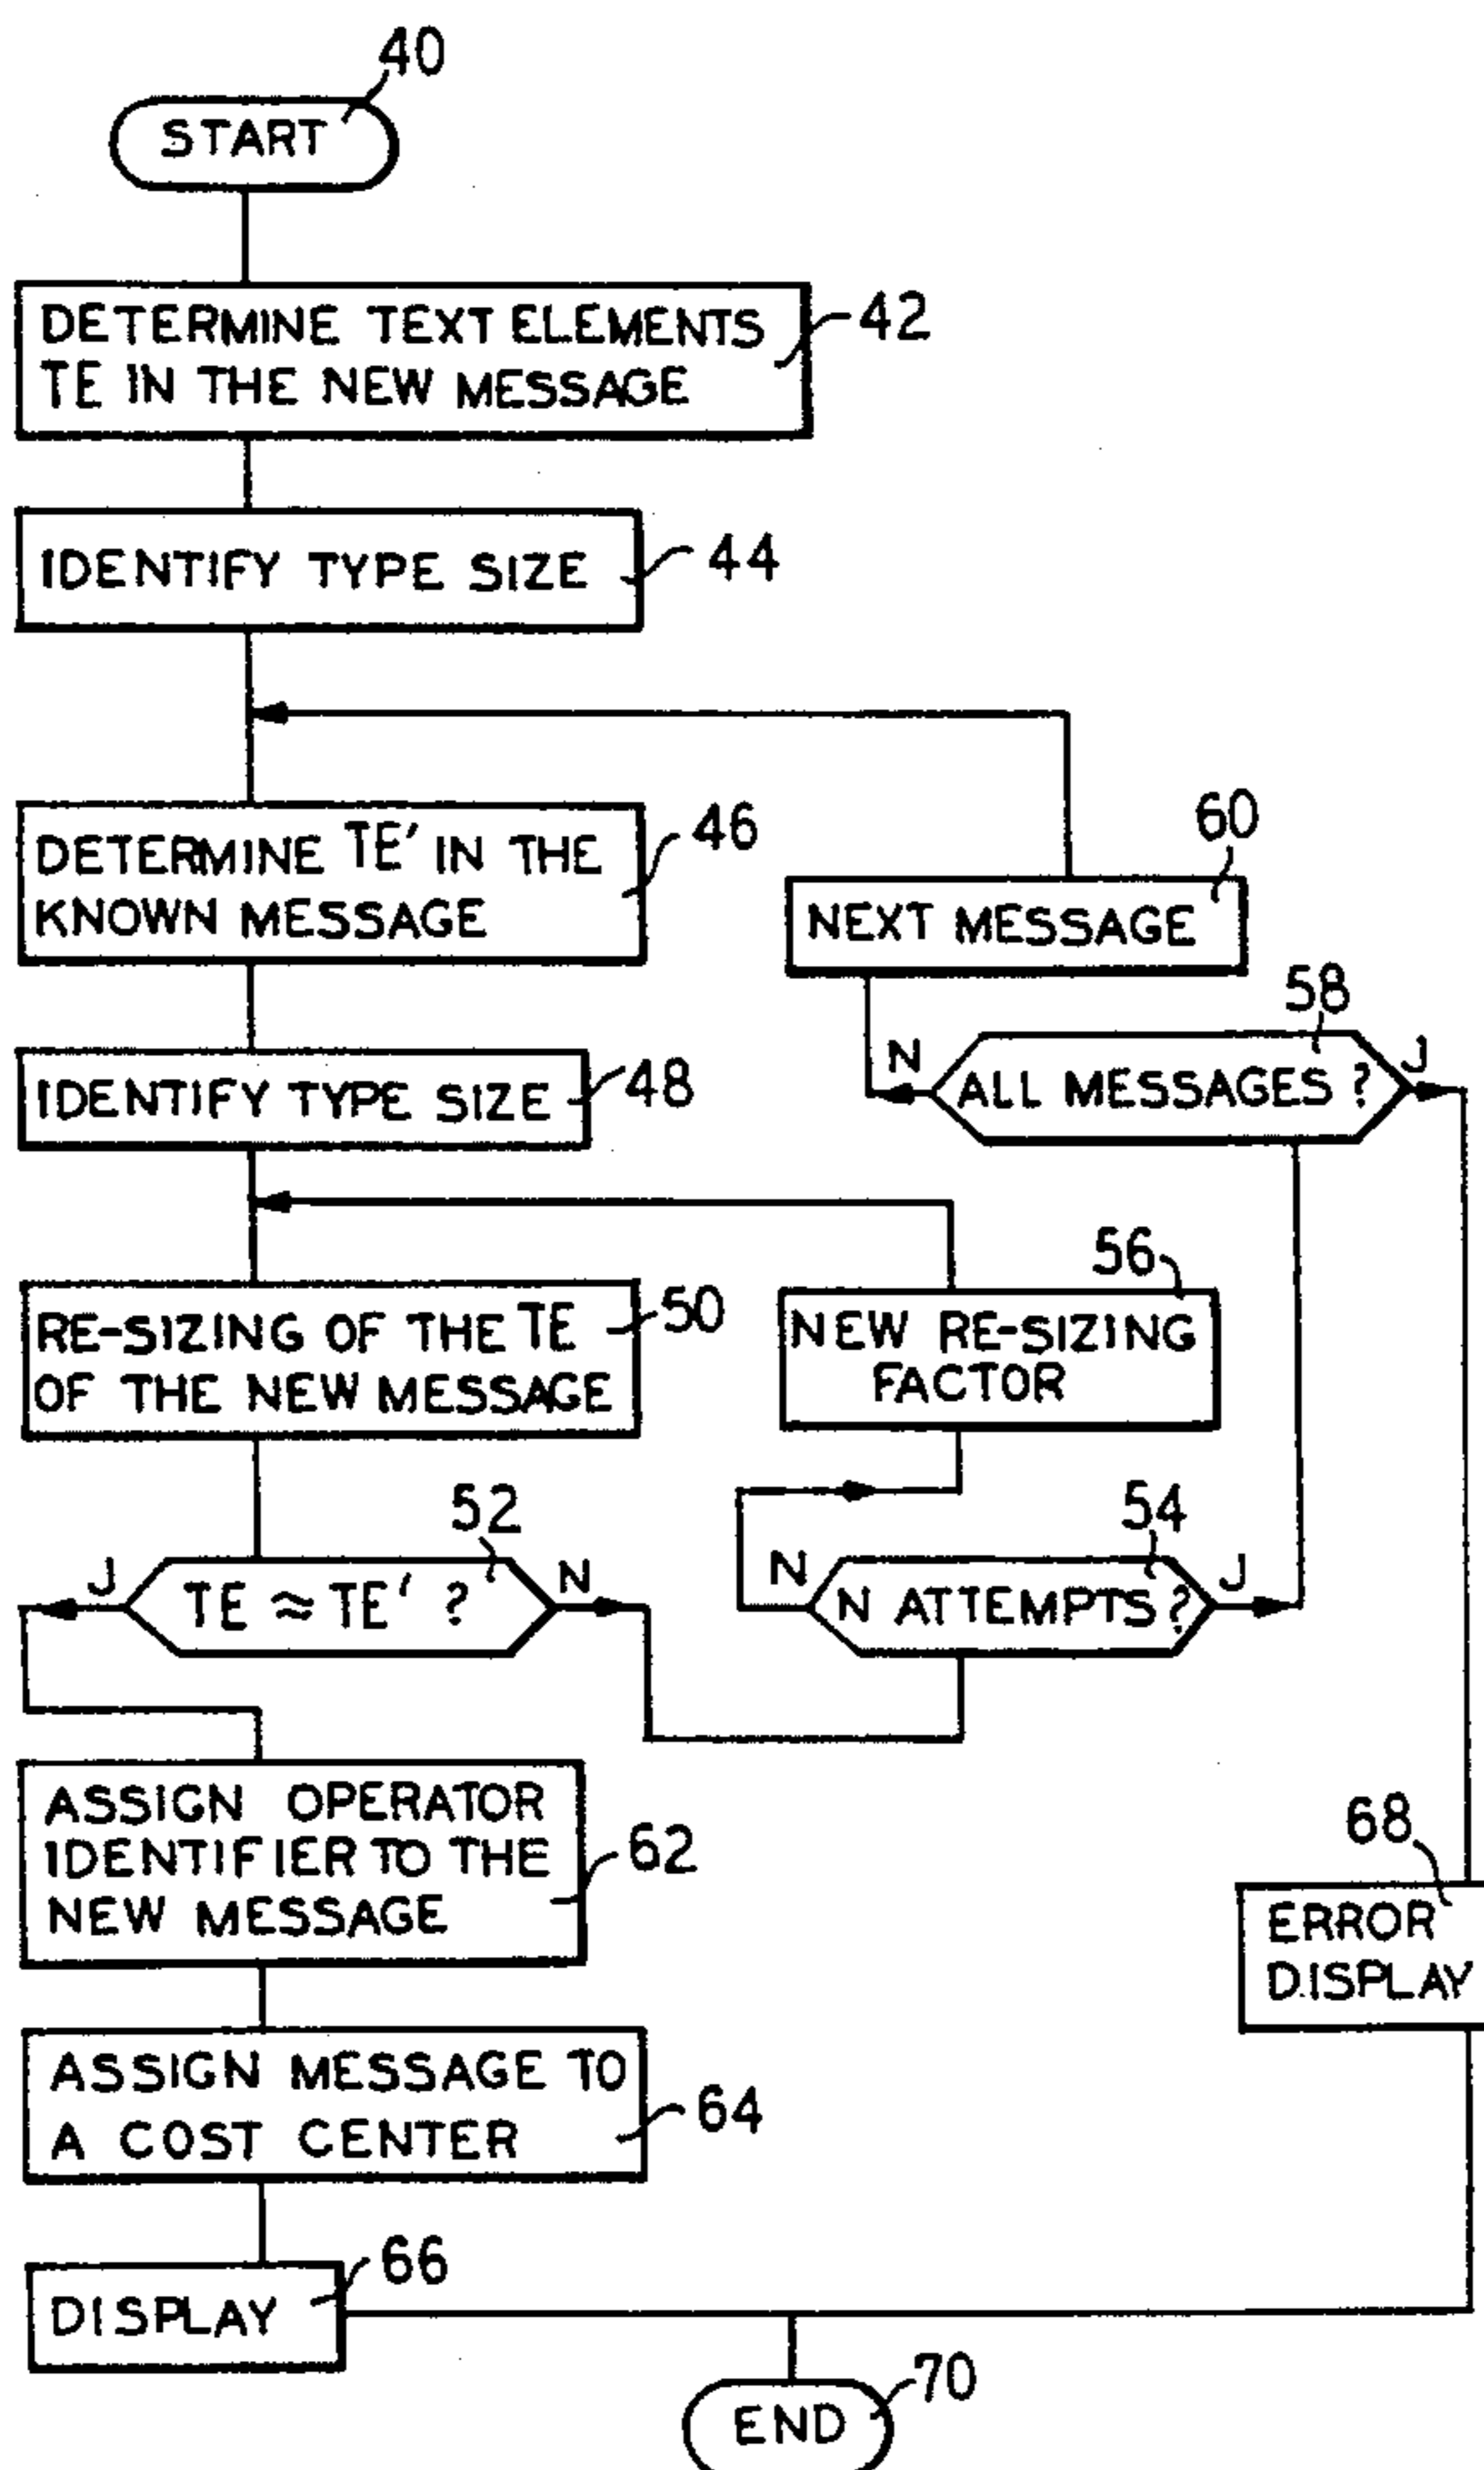 40
START
DETERMINE TEXT ELEMENTS
TE IN THE NEW MESSAGE
42
IDENTIFY TYPE SIZE
44
DETERMINE TE' IN THE
KNOWN MESSAGE
46
60
NEXT MESSAGE
58
N
ALL MESSAGES ?
J
IDENTIFY TYPE SIZE
48
RE-SIZING OF THE TE
OF THE NEW MESSAGE
50
56
NEW RE-SIZING
FACTOR
52
J
TE ≈ TE' ?
N
54
N
N ATTEMPTS ?
J
ASSIGN OPERATOR
IDENTIFIER TO THE
NEW MESSAGE
62
68
ERROR
DISPLAY
ASSIGN MESSAGE TO
A COST CENTER
64
DISPLAY
66
END
70